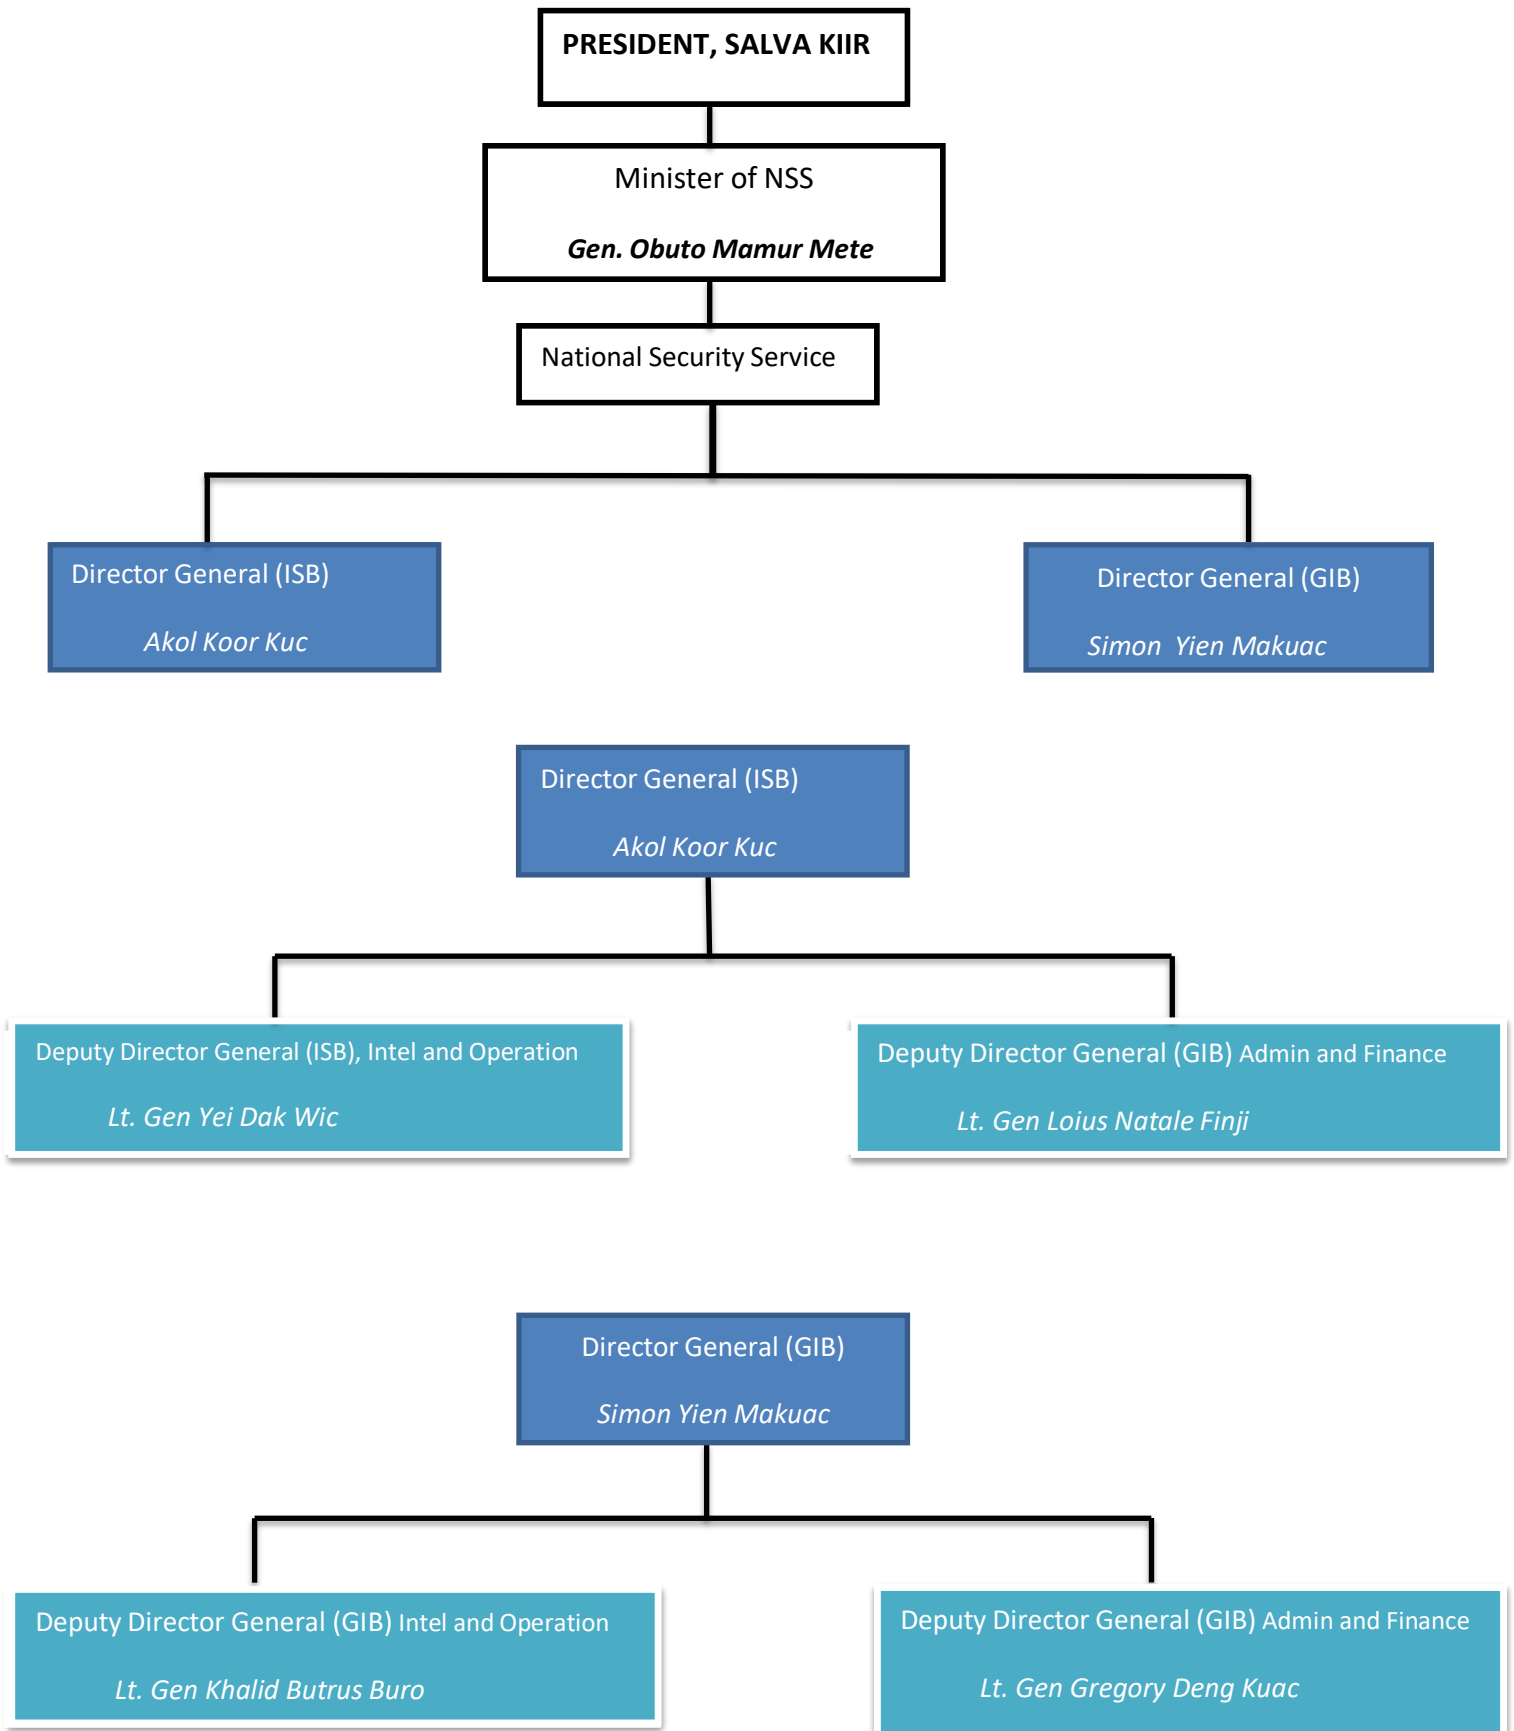 PRESIDENT, SALVA KIIR
Minister of NSS
Gen. Obuto Mamur Mete
National Security Service
Director General (ISB)
Akol Koor Kuc
Director General (GIB)
Simon Yien Makuac
Director General (ISB)
Akol Koor Kuc
Deputy Director General (ISB), Intel and Operation
Lt. Gen Yei Dak Wic
Deputy Director General (GIB) Admin and Finance
Lt. Gen Loius Natale Finji
Director General (GIB)
Simon Yien Makuac
Deputy Director General (GIB) Intel and Operation
Lt. Gen Khalid Butrus Buro
Deputy Director General (GIB) Admin and Finance
Lt. Gen Gregory Deng Kuac